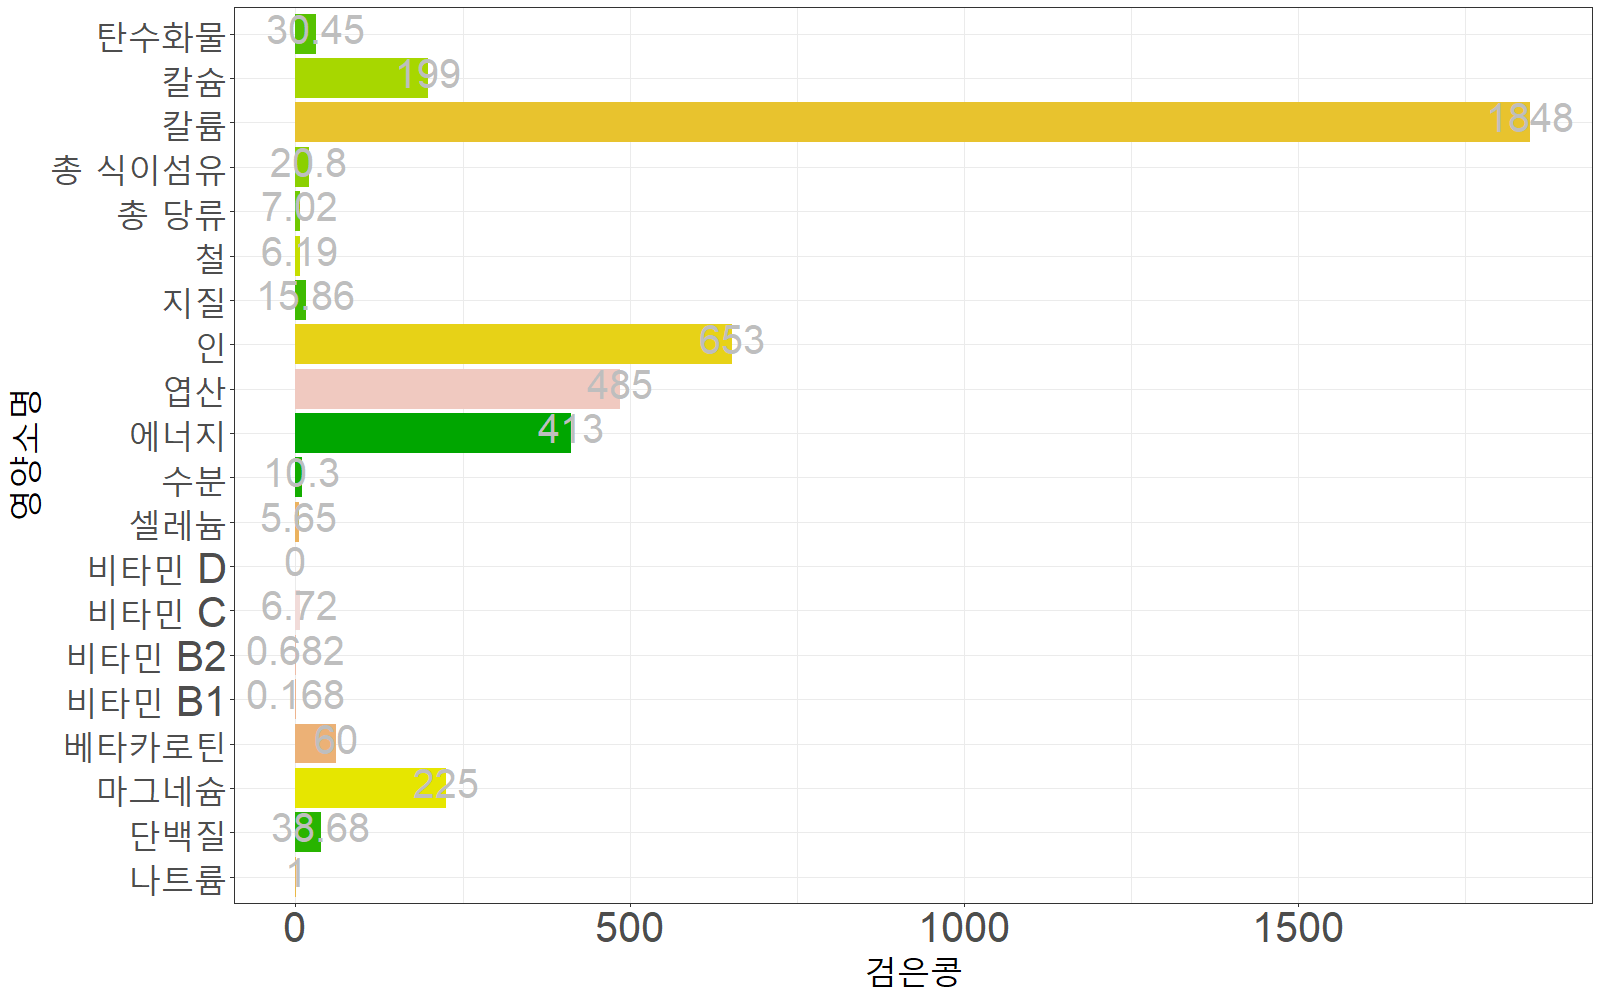 탄수화물 30.45
칼슘 199
칼륨 1848
총 식이섬유 20.8
총 당류 7.02
철 6.19
지질 15.86
인 653
엽산 485
에너지 413
수분 10.3
셀레늄 5.65
비타민 D 0
비타민 C 6.72
비타민 B2 0.682
비타민 B1 0.168
베타카로틴 60
마그네슘 225
단백질 38.68
나트륨 1
영양소명
0 500 1000 1500
검은콩